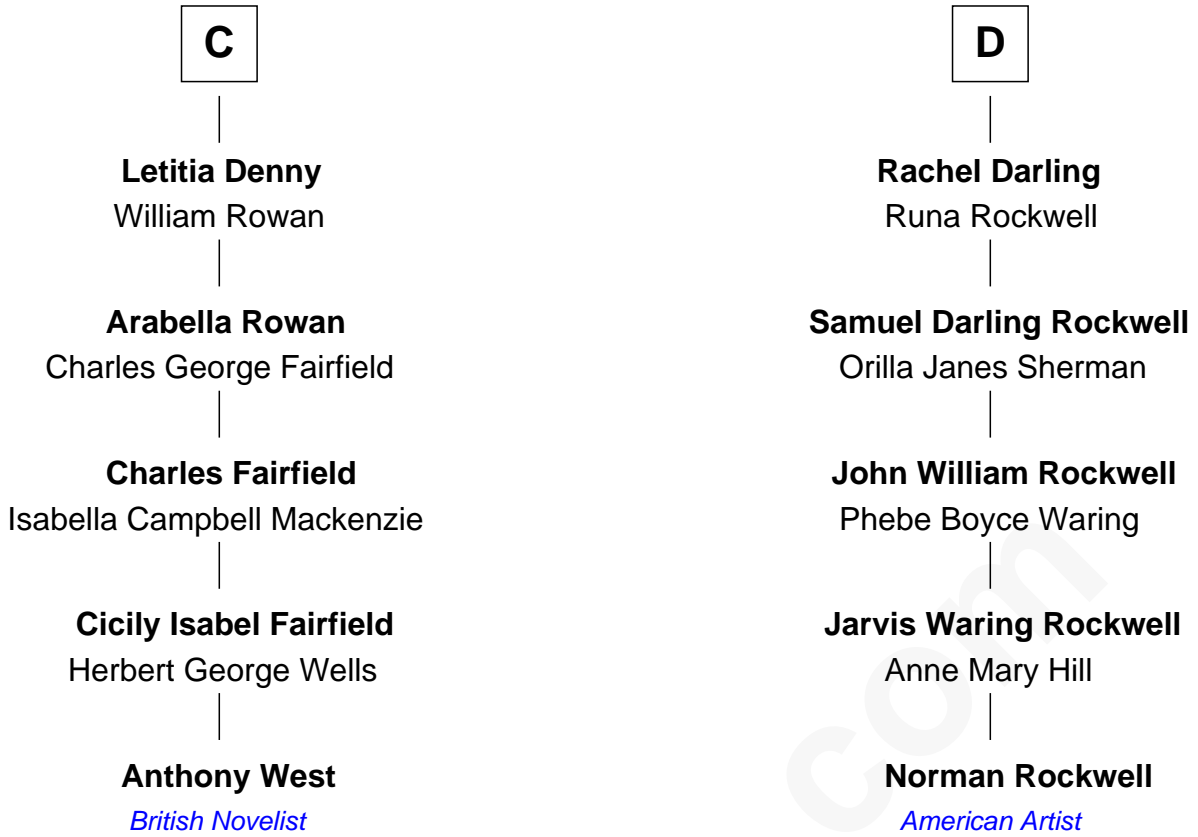 C
Letitia Denny
William Rowan
Arabella Rowan
Charles George Fairfield
Charles Fairfield
Isabella Campbell Mackenzie
Cicily Isabel Fairfield
Herbert George Wells
Anthony West
British Novelist
D
Rachel Darling
Runa Rockwell
Samuel Darling Rockwell
Orilla Janes Sherman
John William Rockwell
Phebe Boyce Waring
Jarvis Waring Rockwell
Anne Mary Hill
Norman Rockwell
American Artist
com